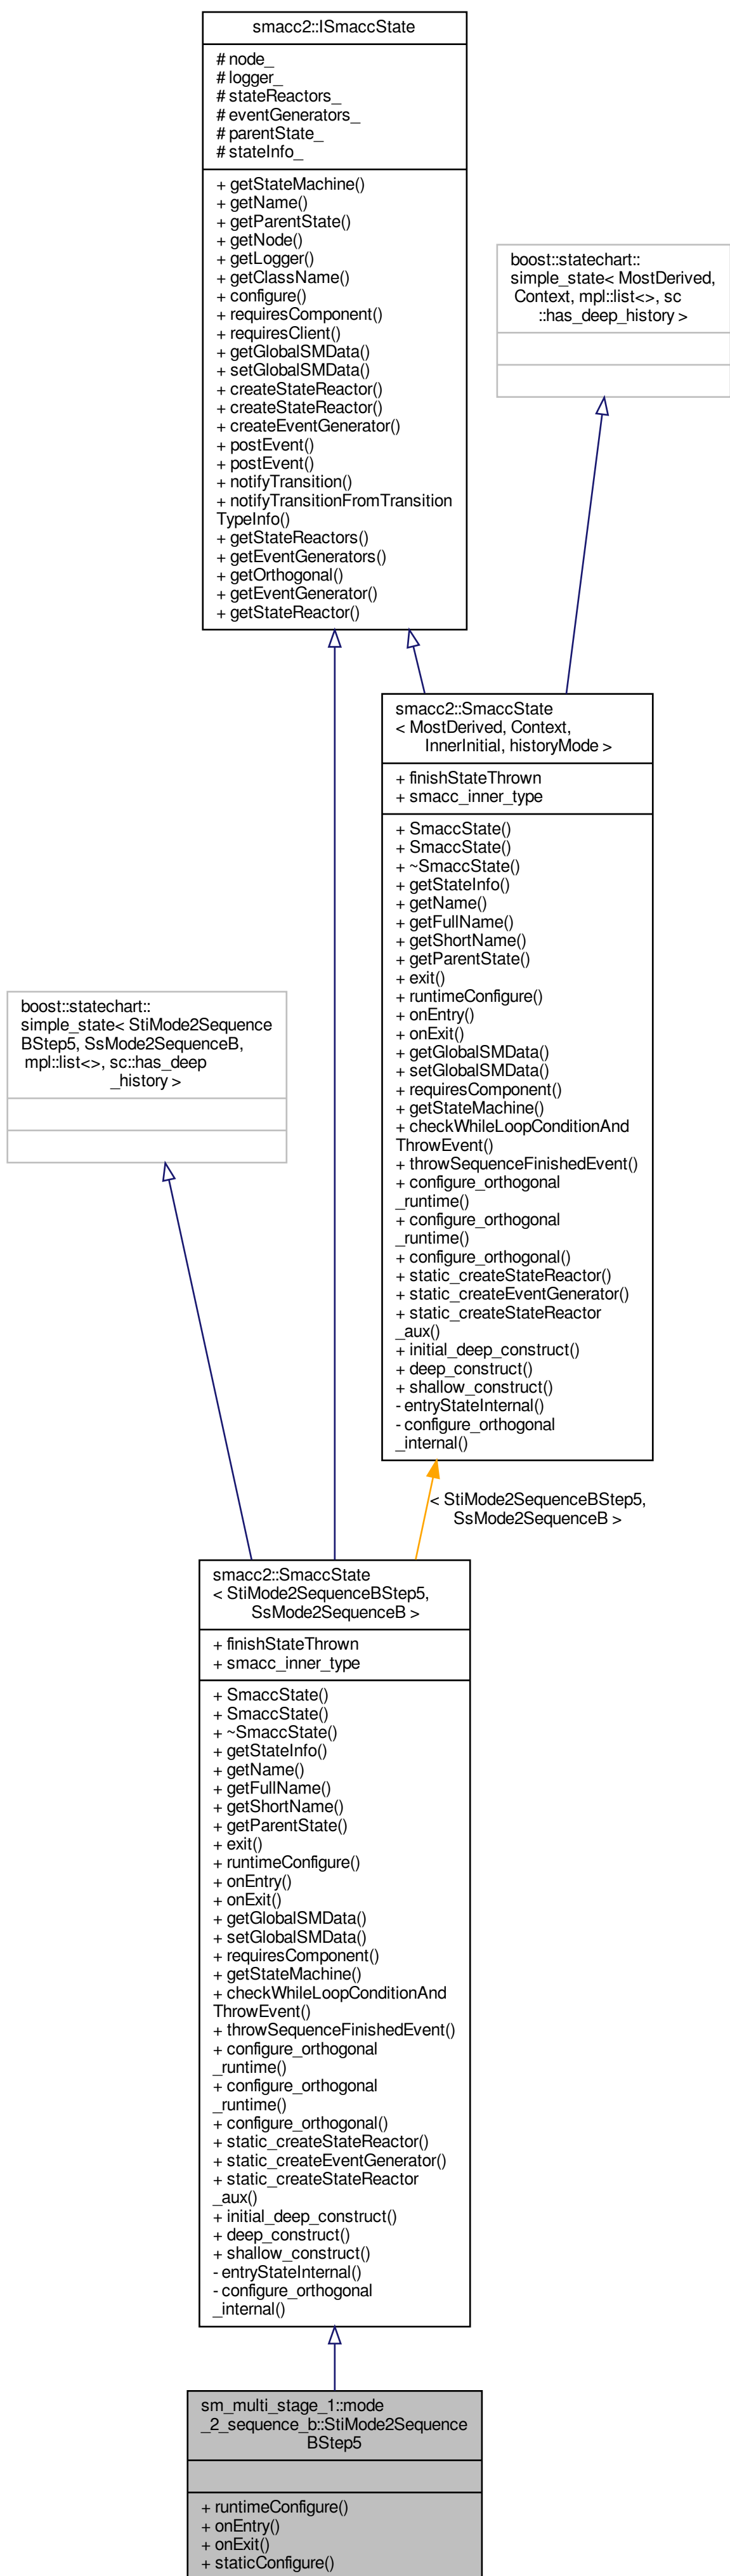 smacc2::ISmaccState
# node_
# logger_
# stateReactors_
# eventGenerators_
# parentState_
# stateInfo_
+ getStateMachine()
+ getName()
+ getParentState()
+ getNode()
+ getLogger()
+ getClassName()
+ configure()
+ requiresComponent()
+ requiresClient()
+ getGlobalSMData()
+ setGlobalSMData()
+ createStateReactor()
+ createStateReactor()
+ createEventGenerator()
+ postEvent()
+ postEvent()
+ notifyTransition()
+ notifyTransitionFromTransition
TypeInfo()
+ getStateReactors()
+ getEventGenerators()
+ getOrthogonal()
+ getEventGenerator()
+ getStateReactor()
boost::statechart::
simple_state< MostDerived,
Context, mpl::list<>, sc
::has_deep_history >
smacc2::SmaccState
< MostDerived, Context,
InnerInitial, historyMode >
+ finishStateThrown
+ smacc_inner_type
+ SmaccState()
+ SmaccState()
+ ~SmaccState()
+ getStateInfo()
+ getName()
+ getFullName()
+ getShortName()
+ getParentState()
+ exit()
+ runtimeConfigure()
+ onEntry()
+ onExit()
+ getGlobalSMData()
+ setGlobalSMData()
+ requiresComponent()
+ getStateMachine()
+ checkWhileLoopConditionAnd
ThrowEvent()
+ throwSequenceFinishedEvent()
+ configure_orthogonal
_runtime()
+ configure_orthogonal
_runtime()
+ configure_orthogonal()
+ static_createStateReactor()
+ static_createEventGenerator()
+ static_createStateReactor
_aux()
+ initial_deep_construct()
+ deep_construct()
+ shallow_construct()
- entryStateInternal()
- configure_orthogonal
_internal()
boost::statechart::
simple_state< StiMode2Sequence
BStep5, SsMode2SequenceB,
mpl::list<>, sc::has_deep
_history >
< StiMode2SequenceBStep5,
SsMode2SequenceB >
smacc2::SmaccState
< StiMode2SequenceBStep5,
SsMode2SequenceB >
+ finishStateThrown
+ smacc_inner_type
+ SmaccState()
+ SmaccState()
+ ~SmaccState()
+ getStateInfo()
+ getName()
+ getFullName()
+ getShortName()
+ getParentState()
+ exit()
+ runtimeConfigure()
+ onEntry()
+ onExit()
+ getGlobalSMData()
+ setGlobalSMData()
+ requiresComponent()
+ getStateMachine()
+ checkWhileLoopConditionAnd
ThrowEvent()
+ throwSequenceFinishedEvent()
+ configure_orthogonal
_runtime()
+ configure_orthogonal
_runtime()
+ configure_orthogonal()
+ static_createStateReactor()
+ static_createEventGenerator()
+ static_createStateReactor
_aux()
+ initial_deep_construct()
+ deep_construct()
+ shallow_construct()
- entryStateInternal()
- configure_orthogonal
_internal()
sm_multi_stage_1::mode
_2_sequence_b::StiMode2Sequence
BStep5
+ runtimeConfigure()
+ onEntry()
+ onExit()
+ staticConfigure()